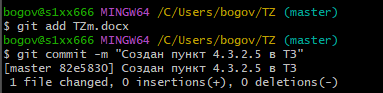 bogov@s1xx666 MINGW64 /C/Users/bogov/TZ (master)
$ git add TZm.docx
bogov@s1xx666 MINGW64 /C/Users/bogov/TZ (master)
$ git commit -m "Создан пункт 4.3.2.5 в ТЗ"
[master 82e5830] Создан пункт 4.3.2.5 в ТЗ
1 file changed, 0 insertions(+), 0 deletions(-)